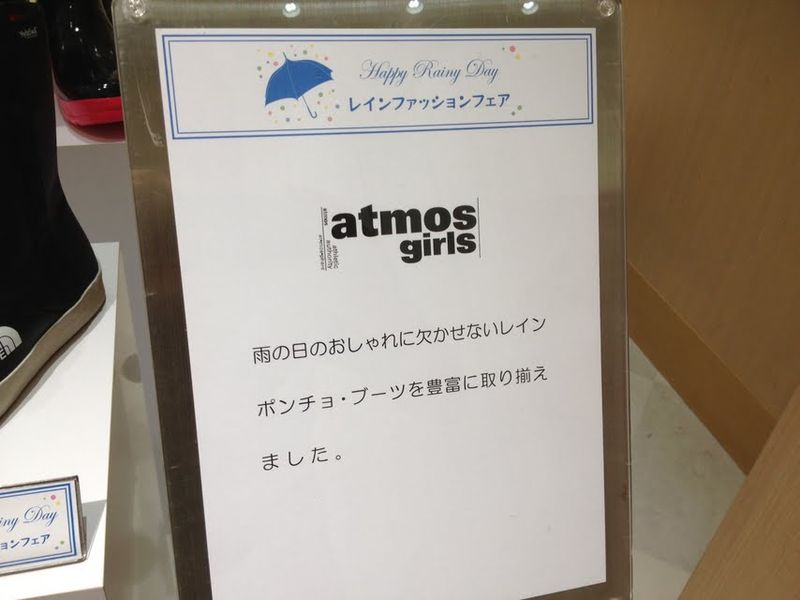 Happy Rainy Day
レインファッションフェア
atmos
girls
雨の日のおしゃれに欠かせないレイン
ポンチョ・ブーツを豊富に取り揃え
ました。
iny Day
ョンフェア